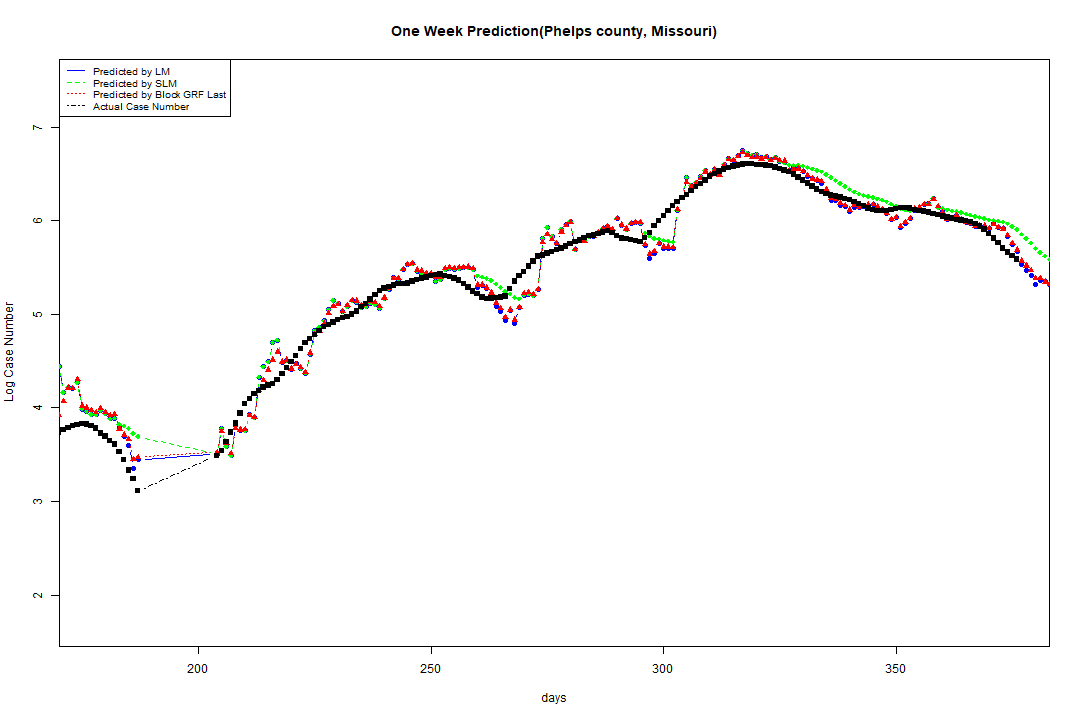 One Week Prediction(Phelps county, Missouri)
Predicted by LM
Predicted by SLM
Predicted by Block GRF Last
Actual Case Number
7
6
5
4
3
2
Log Case Number
200 250 300 350
days